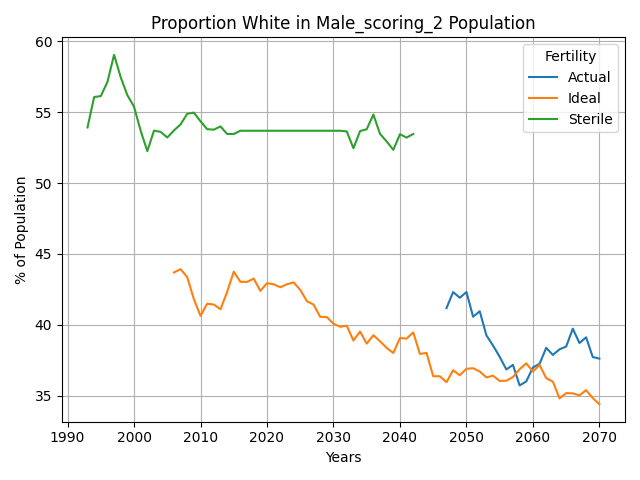 Proportion White in Male_scoring_2 Population
% of Population
60
55
50
45
40
35
Fertility
Actual
Ideal
Sterile
1990
2000
2010
2020
2030
2040
2050
2060
2070
Years